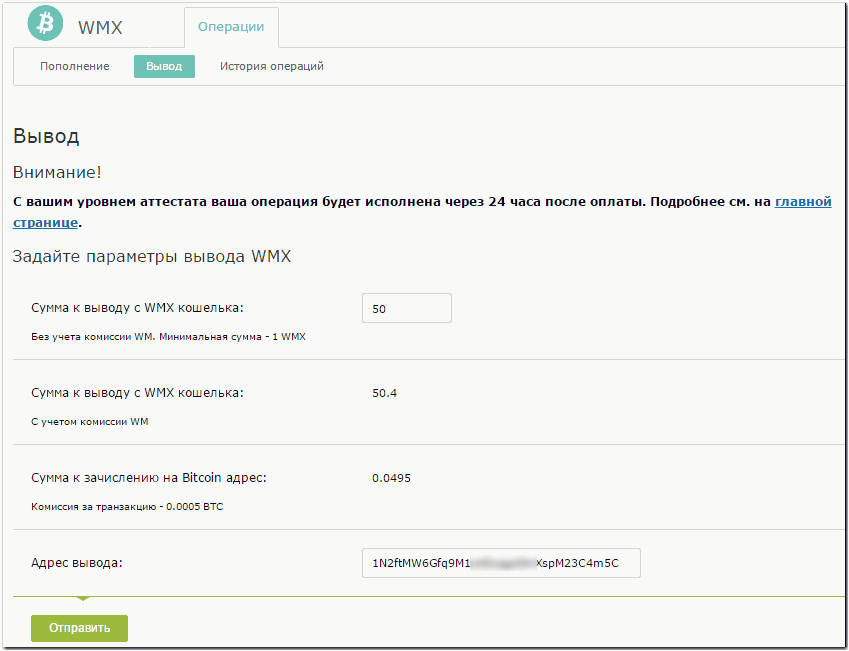 WMX
Операции
Пополнение
Вывод
История операций
Вывод
Внимание!
С вашим уровнем аттестата ваша операция будет исполнена через 24 часа после оплаты. Подробнее см. на главной
странице.
Задайте параметры вывода WMX
Сумма к выводу с WMX кошелька:
50
Без учета комиссии WM. Минимальная сумма - 1 WMX
Сумма к выводу с WMX кошелька:
50.4
С учетом комиссии WM
Сумма к зачислению на Bitcoin адрес:
0.0495
Комиссия за транзакцию - 0.0005 BTC
Адрес вывода:
1N2ftMW6Gfq9M1 XspM23C4m5C
Отправить